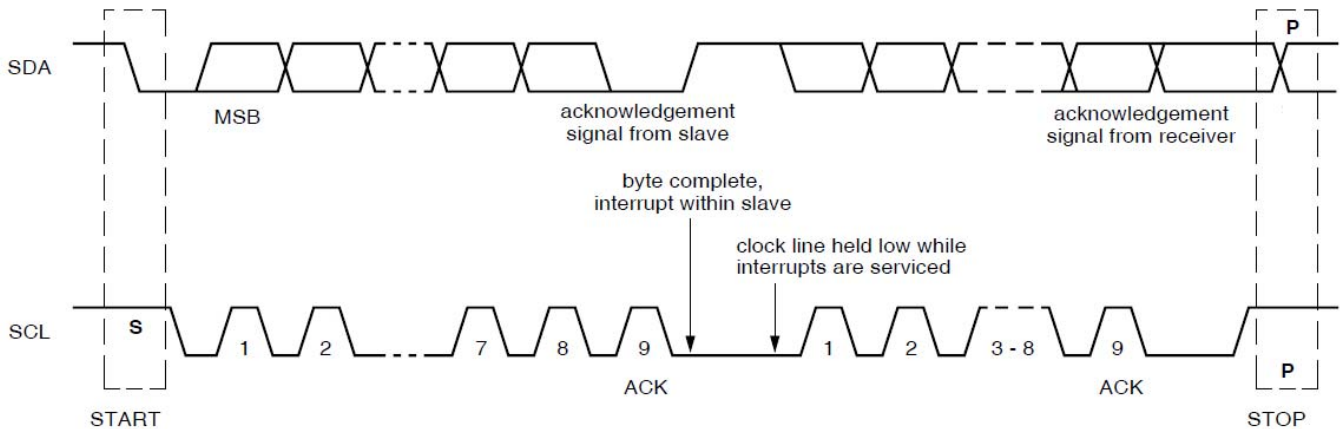 P
SDA
MSB
acknowledgement
signal from slave
acknowledgement
signal from receiver
byte complete,
interrupt within slave
clock line held low while
interrupts are serviced
SCL
S
1
2
7
8
9
1
2
3 - 8
9
P
ACK
ACK
START
STOP